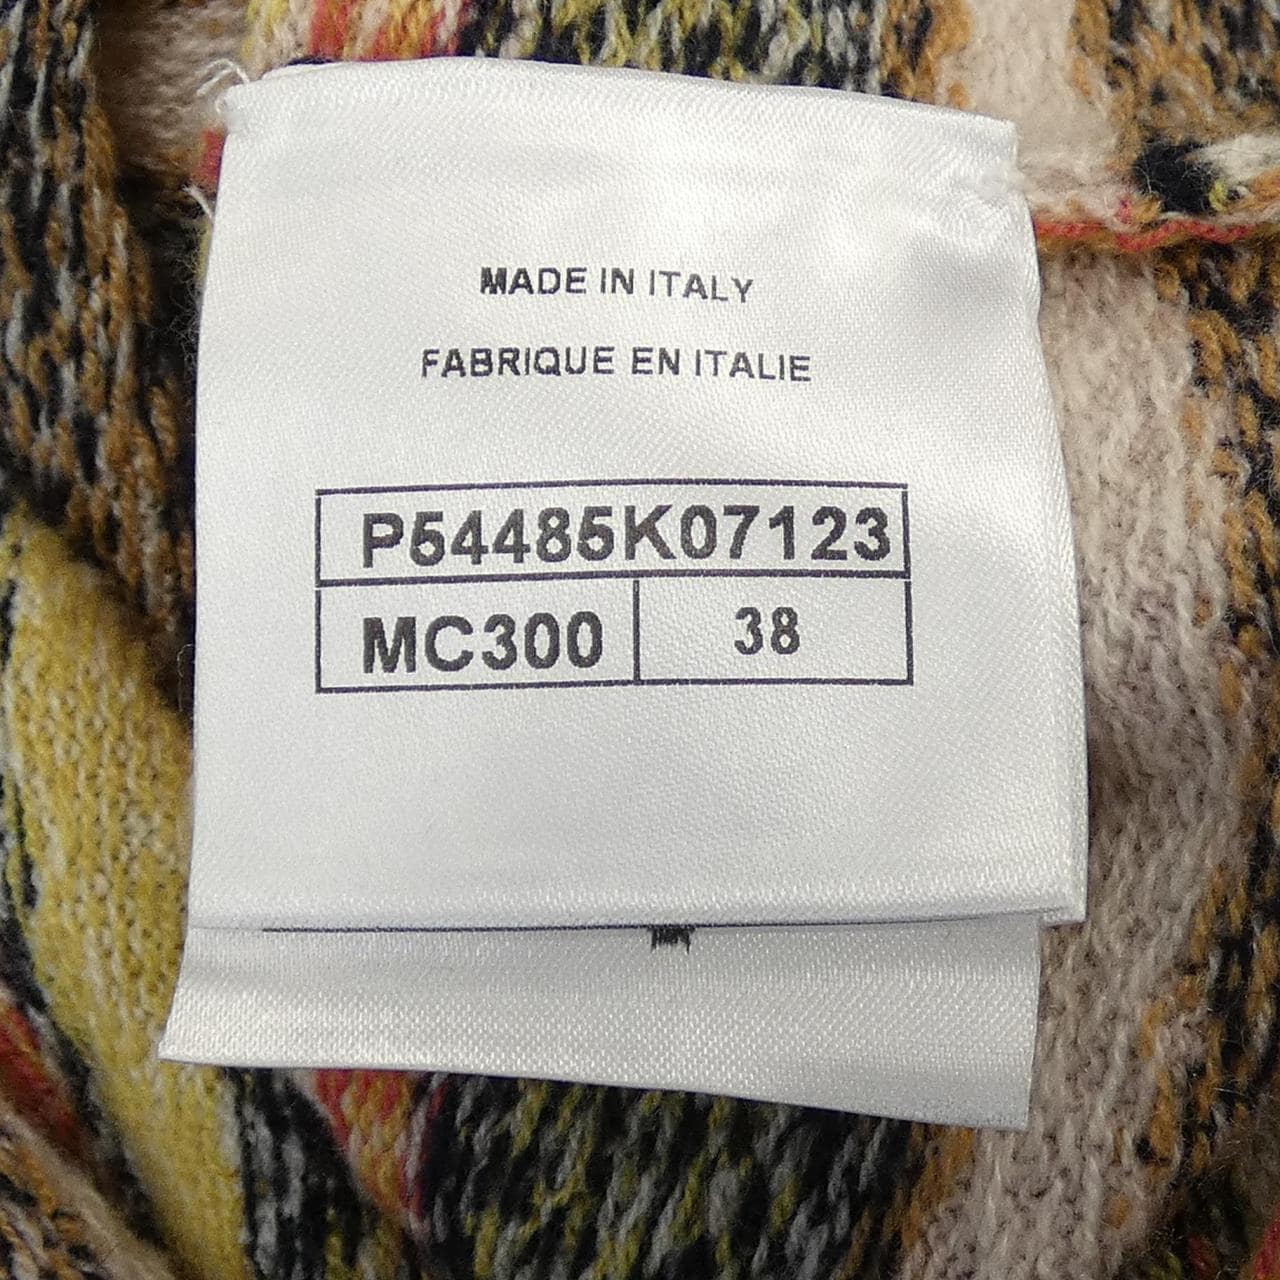 MADE IN ITALY
FABRIQUE EN ITALIE
P54485K07123
MC300 38